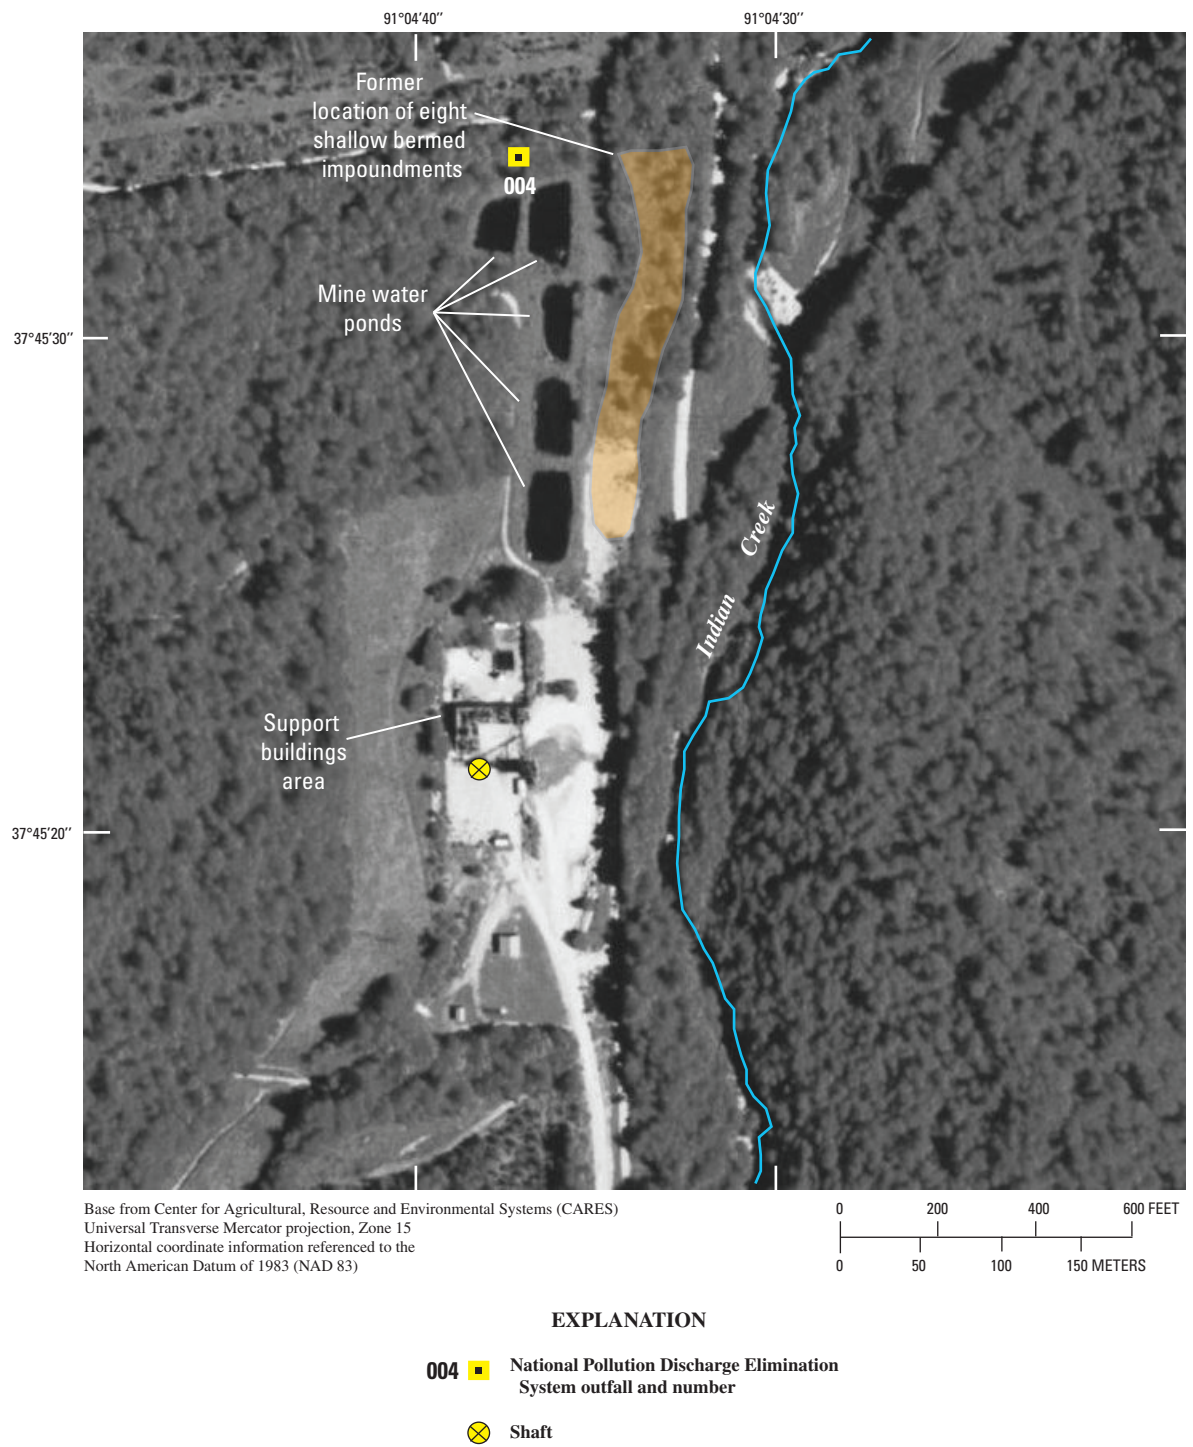 91°04'40''
91°04'30''
Former
location of eight
shallow bermed
impoundments
004
Mine water
ponds
37°45'30''
Creek
Indian
Support
buildings
area
37°45'20''
Base from Center for Agricultural, Resource and Environmental Systems (CARES)
Universal Transverse Mercator projection, Zone 15
Horizontal coordinate information referenced to the
North American Datum of 1983 (NAD 83)
0 200 400 600 FEET
0 50 100 150 METERS
EXPLANATION
004 National Pollution Discharge Elimination
System outfall and number
Shaft